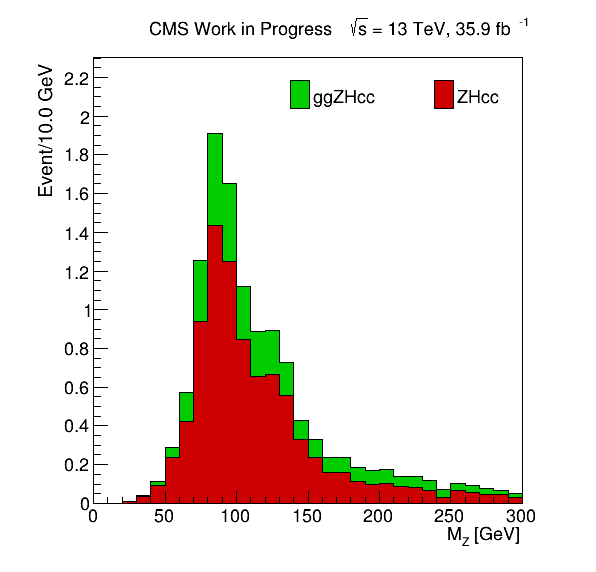 CMS Work in Progress √s = 13 TeV, 35.9 fb -1
Event/10.0 GeV
ggZHcc ZHcc
2.2
2
1.8
1.6
1.4
1.2
1
0.8
0.6
0.4
0.2
0
0 50 100 150 200 250 300
M_Z [GeV]